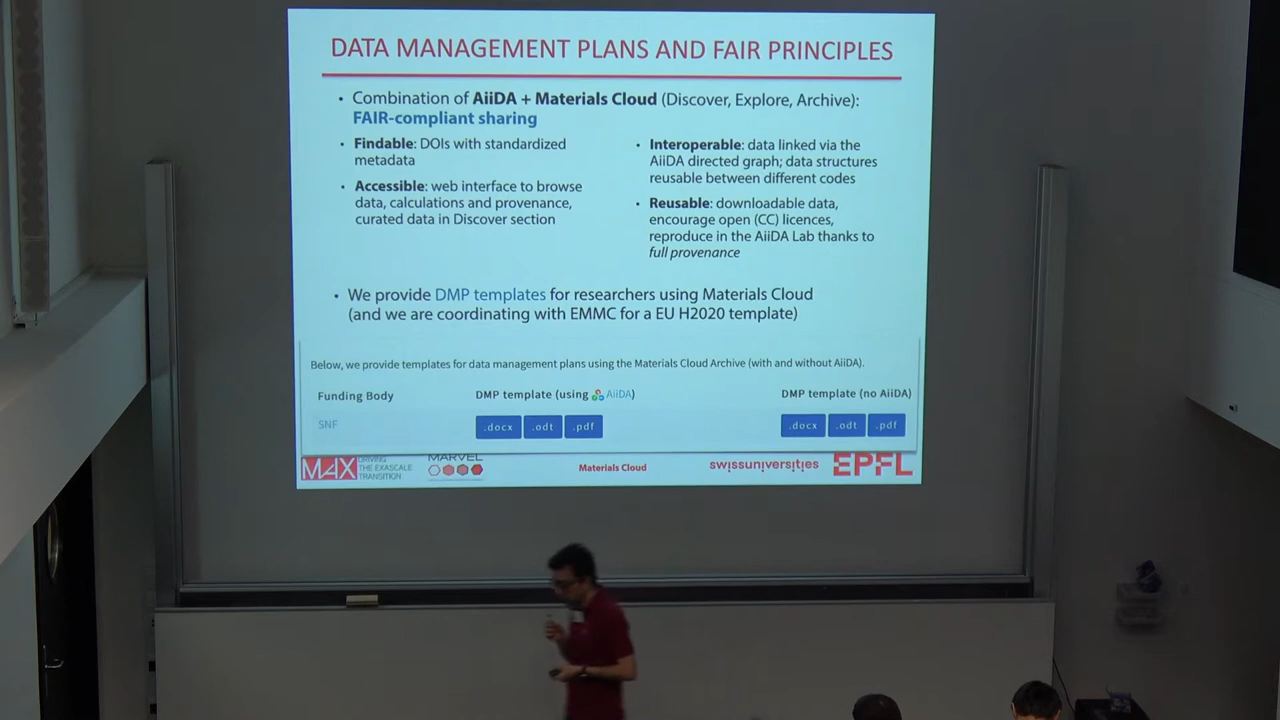 DATA MANAGEMENT PLANS AND FAIR PRINCIPLES
• Combination of AiiDA + Materials Cloud (Discover, Explore, Archive):
FAIR-compliant sharing
• Findable: DOIs with standardized
metadata
• Accessible: web interface to browse
data, calculations and provenance,
curated data in Discover section
• Interoperable: data linked via the
AiiDA directed graph; data structures
reusable between different codes
• Reusable: downloadable data,
encourage open (CC) licences,
reproduce in the AiiDA Lab thanks to
full provenance
• We provide DMP templates for researchers using Materials Cloud
(and we are coordinating with EMMC for a EU H2020 template)
Below, we provide templates for data management plans using the Materials Cloud Archive (with and without AiiDA).
Funding Body DMP template (using AiiDA) DMP template (no AiiDA)
SNF .docx .odt .pdf .docx .odt .pdf
MAX DRIVING
THE EXASCALE
TRANSITION
MARVEL
Materials Cloud
swissuniversities
EPFL